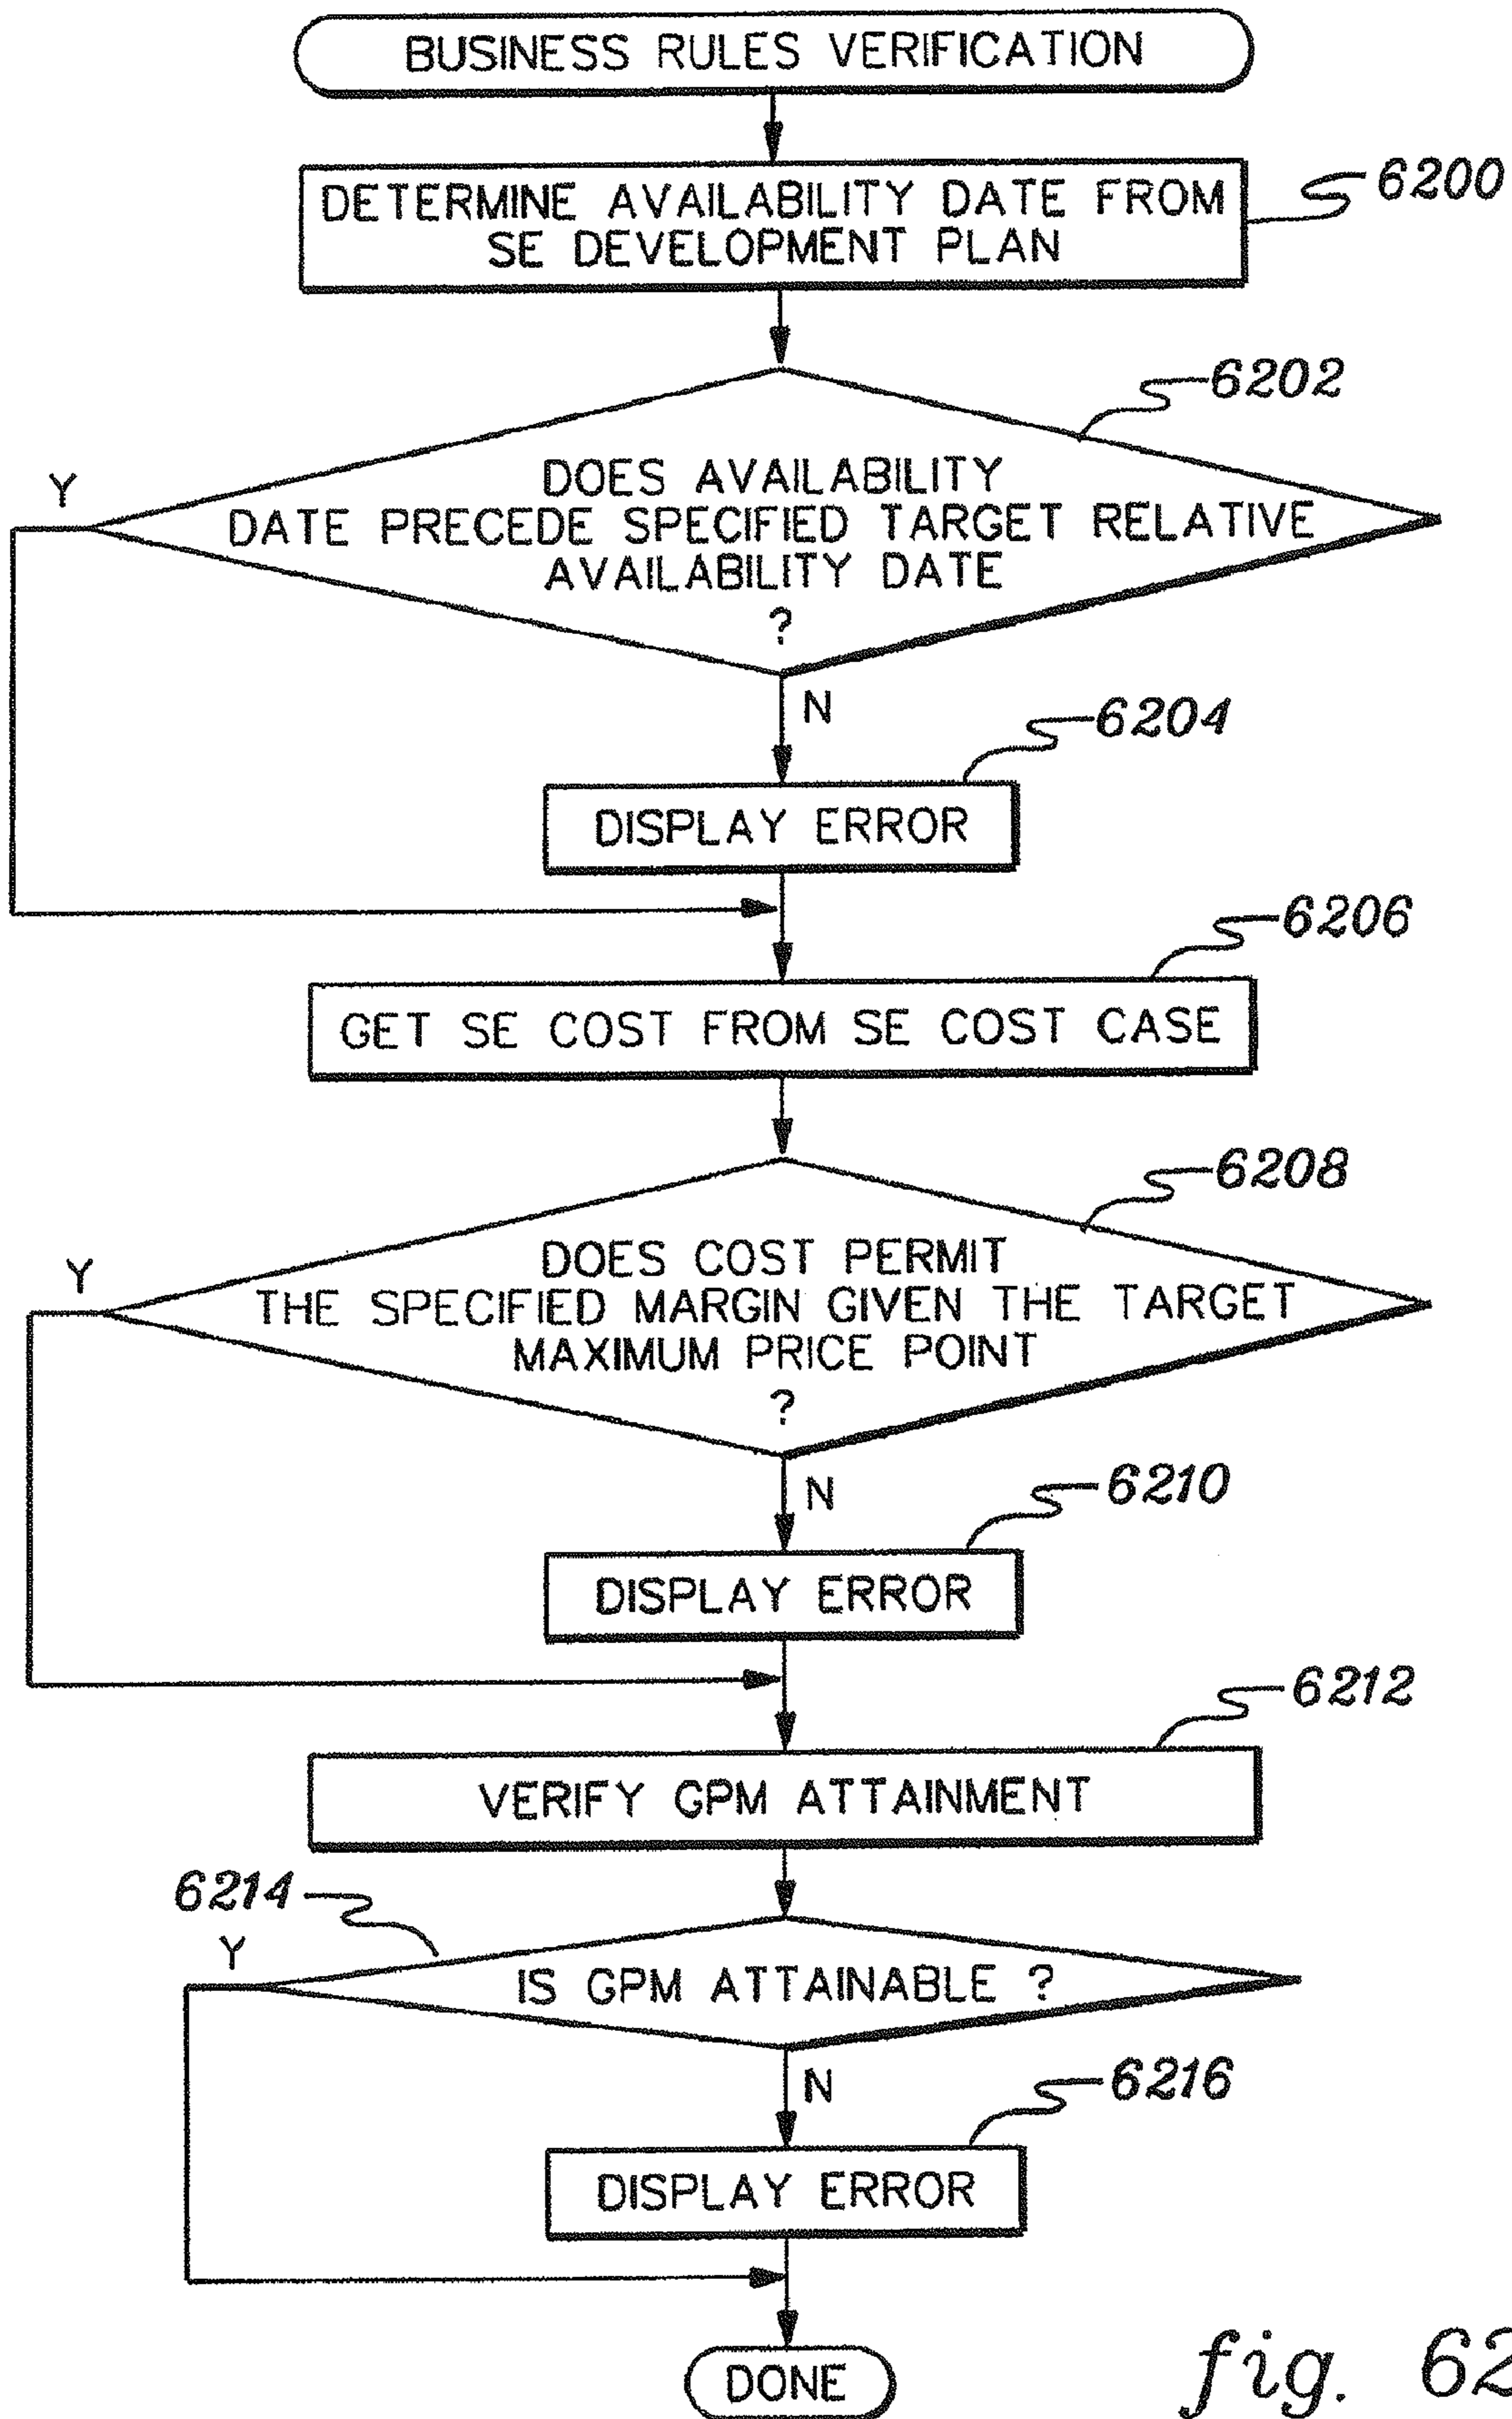 BUSINESS RULES VERIFICATION
DETERMINE AVAILABILITY DATE FROM
SE DEVELOPMENT PLAN
6200
6202
DOES AVAILABILITY
DATE PRECEDE SPECIFIED TARGET RELATIVE
AVAILABILITY DATE
?
Y
N
6204
DISPLAY ERROR
6206
GET SE COST FROM SE COST CASE
6208
DOES COST PERMIT
THE SPECIFIED MARGIN GIVEN THE TARGET
MAXIMUM PRICE POINT
?
Y
N
6210
DISPLAY ERROR
6212
VERIFY GPM ATTAINMENT
6214
Y
IS GPM ATTAINABLE ?
N
6216
DISPLAY ERROR
DONE
fig. 62